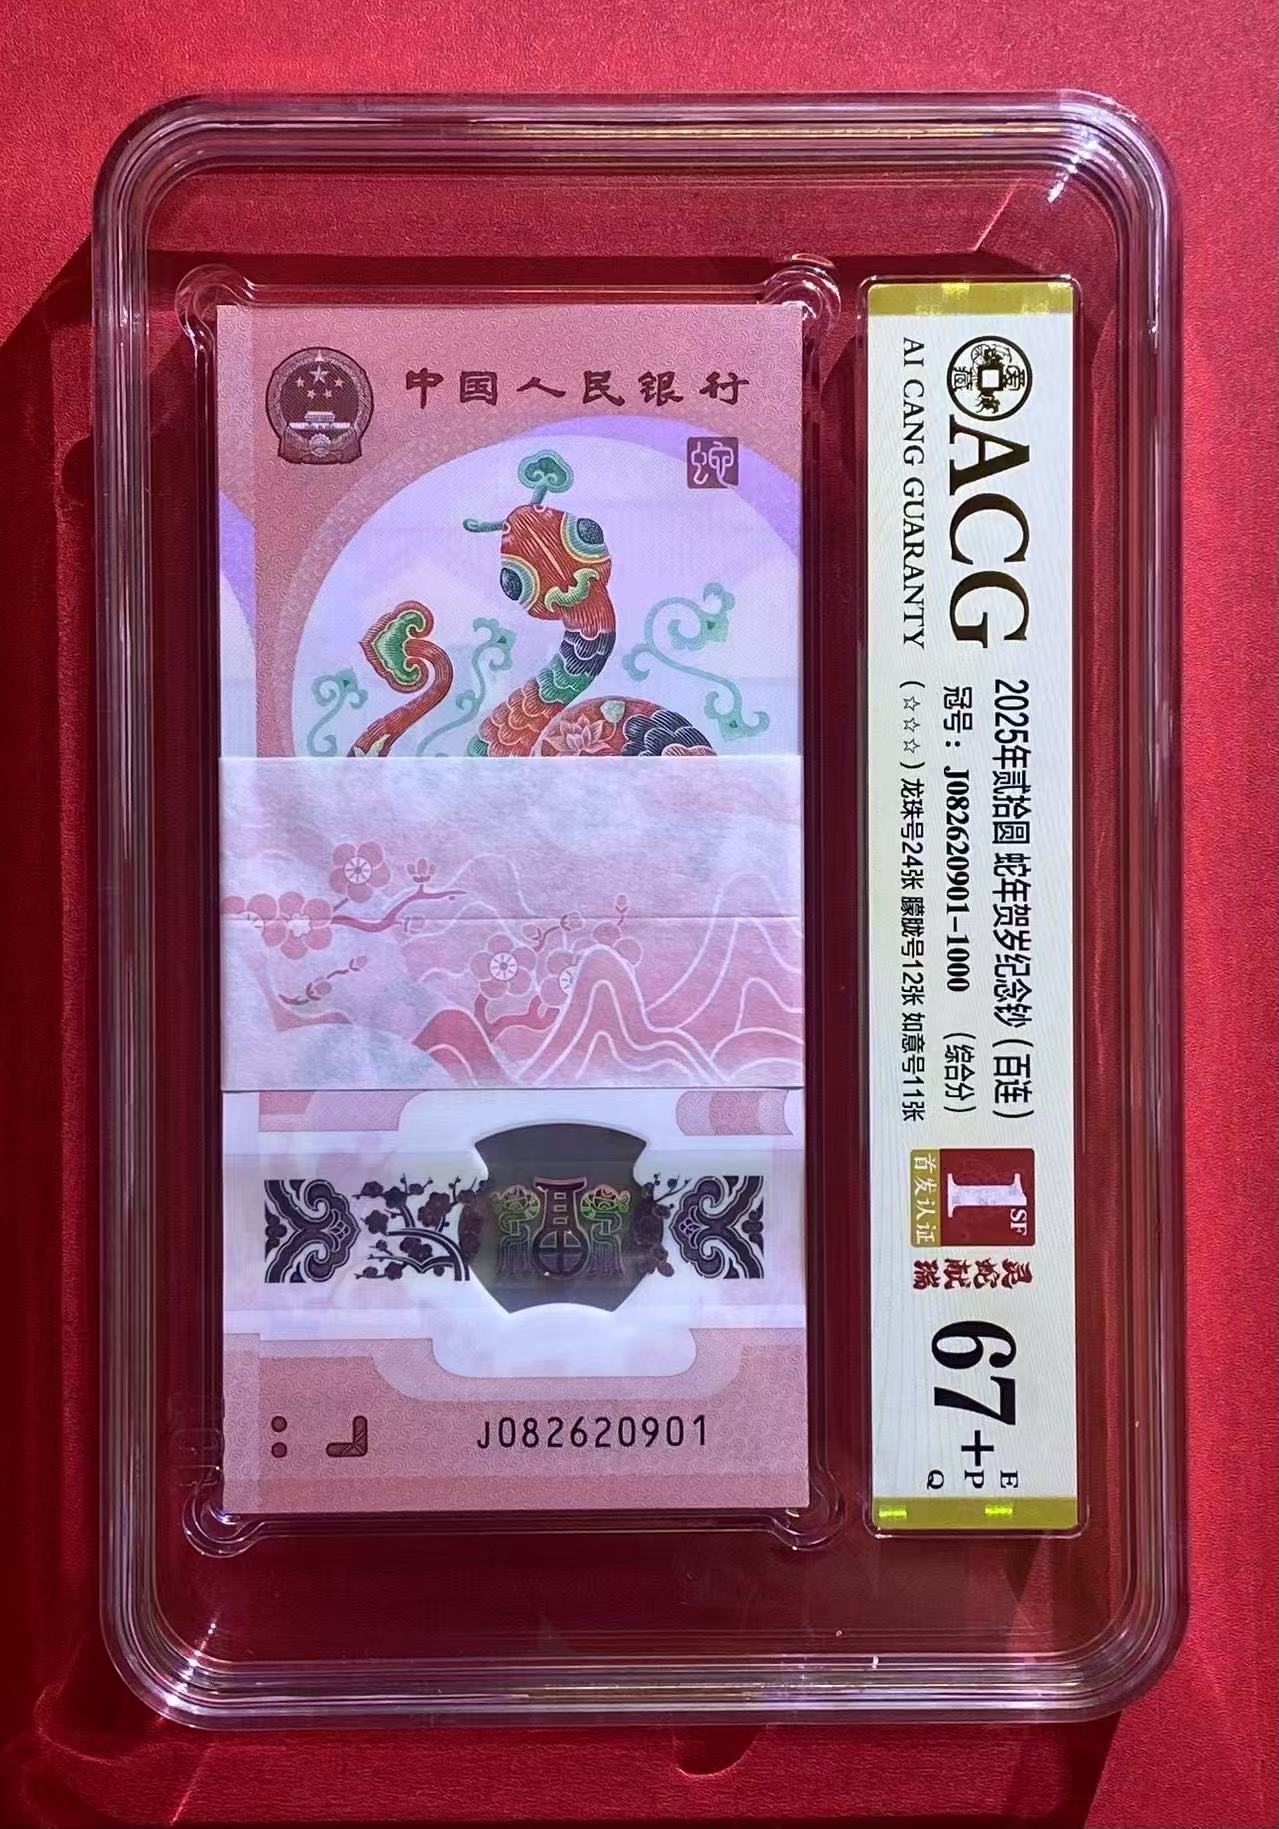 中国人民银行
蛇
J082620901
ACG
AI CANG GUARANTY
2025年贰拾圆 蛇年贺岁纪念钞（百连）
冠号：J082620901-1000 （综合分）
（☆☆☆）龙珠号24张 朦胧号12张 如意号11张
1SF
首发认证
灵蛇献瑞
67+
E
P
Q